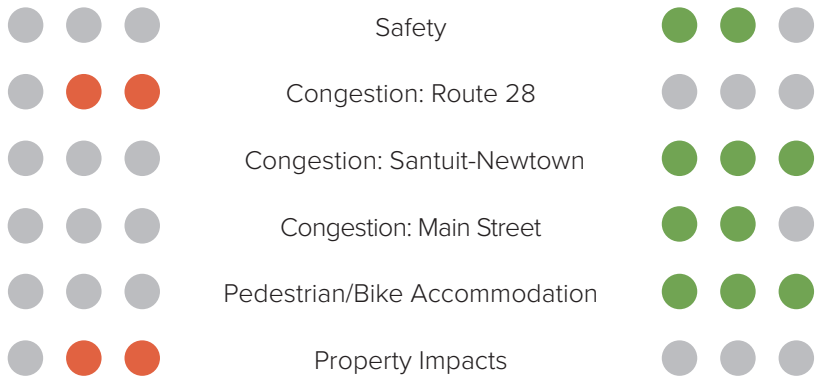 Safety
Congestion: Route 28
Congestion: Santuit-Newtown
Congestion: Main Street
Pedestrian/Bike Accommodation
Property Impacts